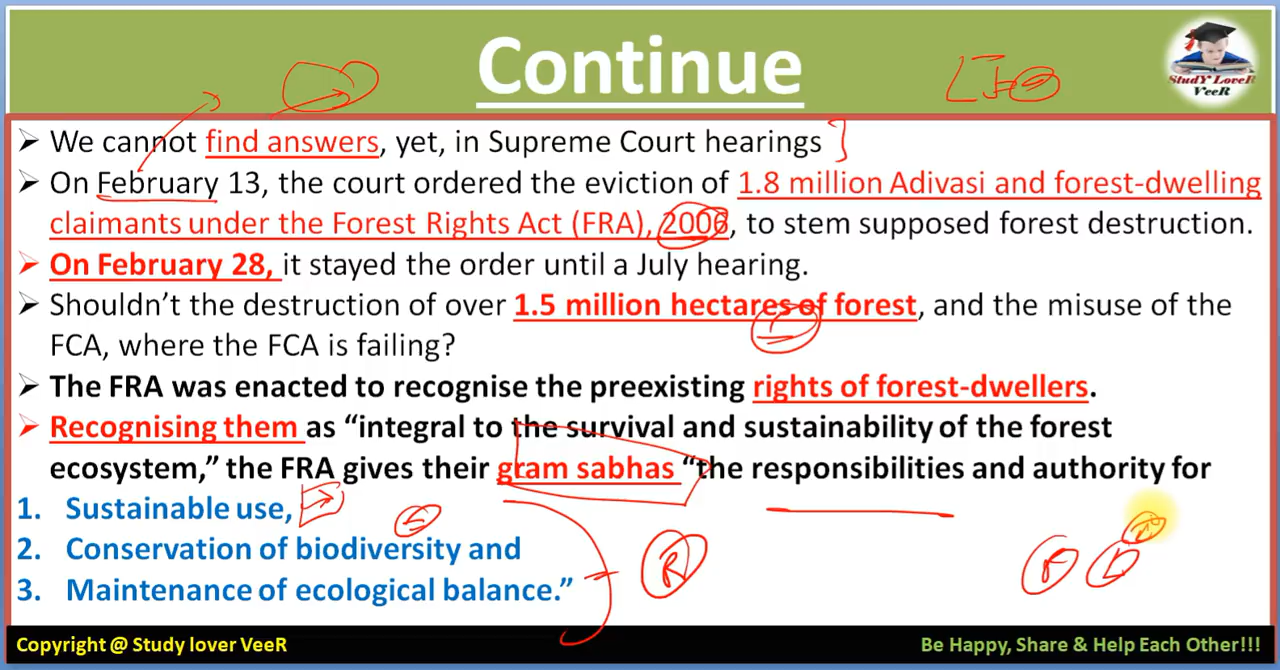 Continue
StudY LoveR
VeeR
➢ We cannot find answers, yet, in Supreme Court hearings
➢ On February 13, the court ordered the eviction of 1.8 million Adivasi and forest-dwelling
claimants under the Forest Rights Act (FRA), 2006, to stem supposed forest destruction.
➢ On February 28, it stayed the order until a July hearing.
➢ Shouldn’t the destruction of over 1.5 million hectares of forest, and the misuse of the
FCA, where the FCA is failing?
➢ The FRA was enacted to recognise the preexisting rights of forest-dwellers.
➢ Recognising them as “integral to the survival and sustainability of the forest
ecosystem,” the FRA gives their gram sabhas “the responsibilities and authority for
1. Sustainable use,
2. Conservation of biodiversity and
3. Maintenance of ecological balance.”
R
Copyright @ Study lover VeeR
Be Happy, Share & Help Each Other!!!